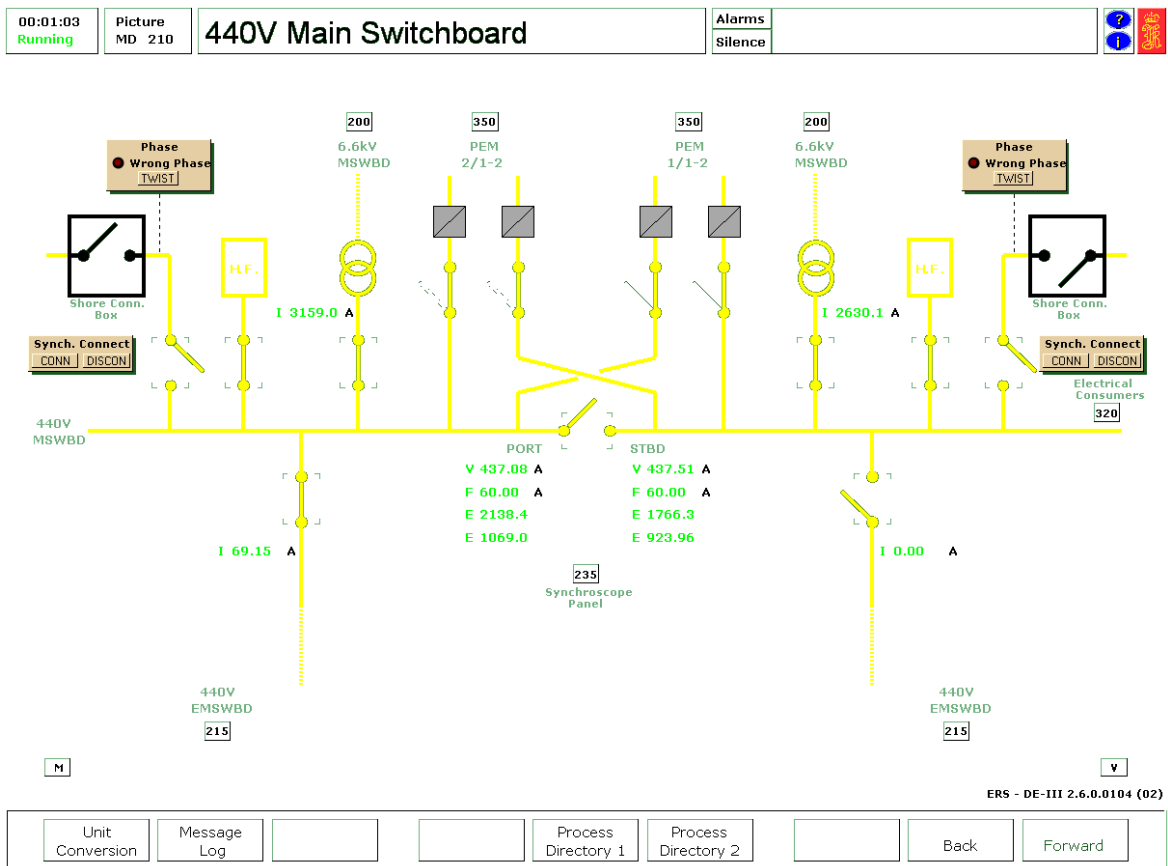 00:01:03
Running
Picture
MD 210
440V Main Switchboard
Alarms
Silence
?
i
200
350
350
200
Phase
Wrong Phase
TWIST
6.6kV
MSWBD
PEM
2/1-2
PEM
1/1-2
6.6kV
MSWBD
Phase
Wrong Phase
TWIST
H.F.
H.F.
Shore Conn.
Box
Shore Conn.
Box
I 3159.0 A
I 2630.1 A
Synch. Connect
CONN DISCON
Synch. Connect
CONN DISCON
Electrical
Consumers
320
440V
MSWBD
PORT
STBD
V 437.08 A
V 437.51 A
F 60.00 A
F 60.00 A
E 2138.4
E 1766.3
E 1069.0
E 923.96
I 69.15 A
I 0.00 A
235
Synchroscope
Panel
440V
EMSWBD
215
440V
EMSWBD
215
M
V
ERS - DE-III 2.6.0.0104 (02)
Unit
Conversion
Message
Log
Process
Directory 1
Process
Directory 2
Back
Forward